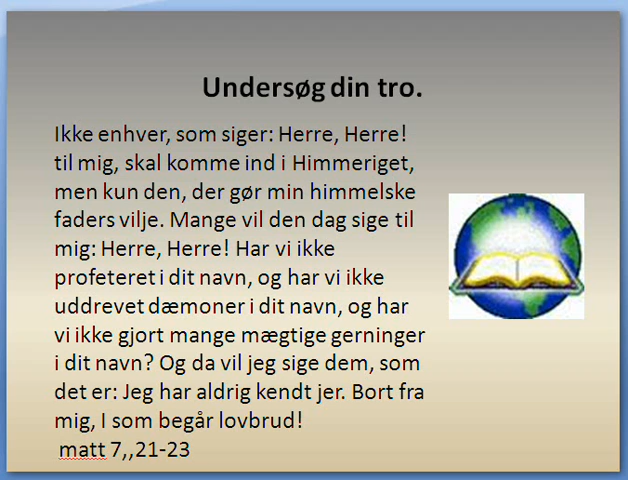 Undersøg din tro.
Ikke enhver, som siger: Herre, Herre!
til mig, skal komme ind i Himmeriget,
men kun den, der gør min himmelske
faders vilje. Mange vil den dag sige til
mig: Herre, Herre! Har vi ikke
profeteret i dit navn, og har vi ikke
uddrevet dæmoner i dit navn, og har
vi ikke gjort mange mægtige gerninger
i dit navn? Og da vil jeg sige dem, som
det er: Jeg har aldrig kendt jer. Bort fra
mig, I som begår lovbrud!
matt 7,,21-23